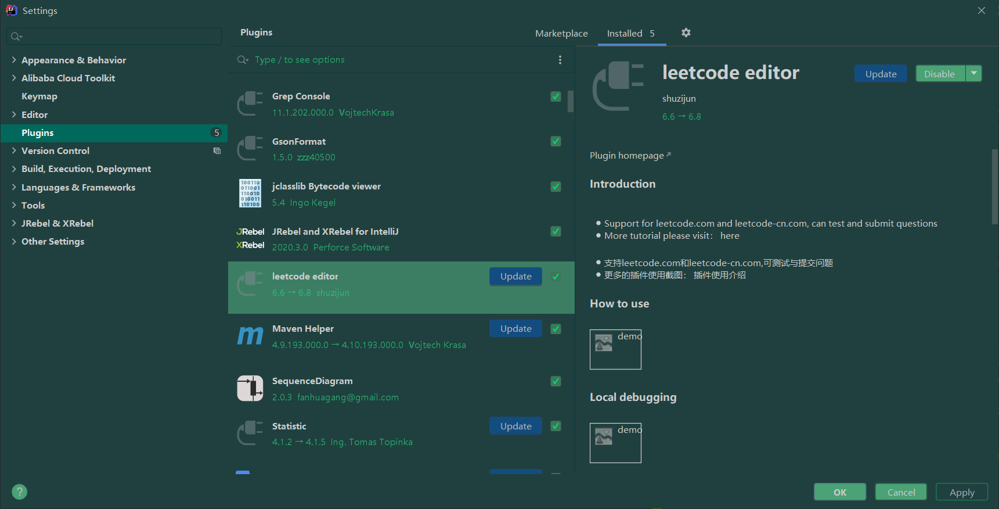 Settings
Appearance & Behavior
Alibaba Cloud Toolkit
Keymap
Editor
Plugins 5
Version Control
Build, Execution, Deployment
Languages & Frameworks
Tools
JRebel & XRebel
Other Settings
?
Plugins
Marketplace Installed 5
Type / to see options
Grep Console
11.1.202.000.0 VojtechKrasa
GsonFormat
1.5.0 zzz40500
100110
011001
110010
010011
110100
jclasslib Bytecode viewer
5.4 Ingo Kegel
JRebel
XRebel
JRebel and XRebel for IntelliJ
2020.3.0 Perforce Software
leetcode editor Update
6.6 → 6.8 shuzijun
m
Maven Helper Update
4.9.193.000.0 → 4.10.193.000.0 Vojtech Krasa
SequenceDiagram
2.0.3 fanhuagang@gmail.com
Statistic Update
4.1.2 → 4.1.5 Ing. Tomas Topinka
leetcode editor Update Disable
shuzijun
6.6 → 6.8
Plugin homepage
Introduction
• Support for leetcode.com and leetcode-cn.com, can test and submit questions
• More tutorial please visit： here
• 支持leetcode.com和leetcode-cn.com,可测试与提交问题
• 更多的插件使用截图： 插件使用介绍
How to use
demo
Local debugging
demo
OK Cancel Apply